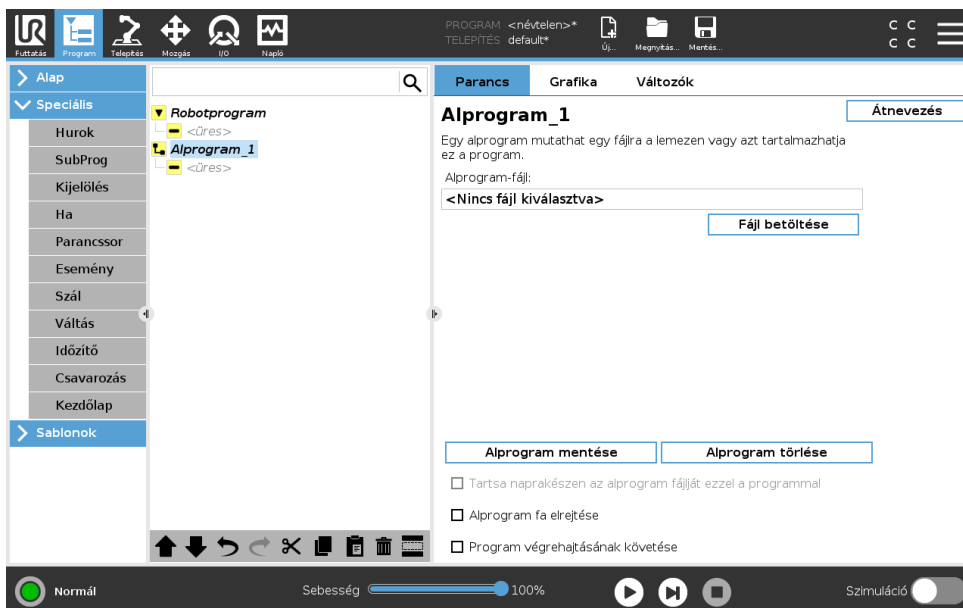 PROGRAM <névtelen>*
TELEPÍTÉS default*
Futtatás Program Telepítés Mozgás I/O Napló
Új... Megnyitás... Mentés...
C C
C C
Alap
Speciális
Hurok
SubProg
Kijelölés
Ha
Parancssor
Esemény
Szál
Váltás
Időzítő
Csavarozás
Kezdőlap
Sablonok
Robotprogram
<üres>
Alprogram_1
<üres>
Parancs Grafika Változók
Alprogram_1
Átnevezés
Egy alprogram mutathat egy fájlra a lemezen vagy azt tartalmazhatja
ez a program.
Alprogram-fájl:
<Nincs fájl kiválasztva>
Fájl betöltése
Alprogram mentése Alprogram törlése
Tartsa naprakészen az alprogram fájlját ezzel a programmal
Alprogram fa elrejtése
Program végrehajtásának követése
Normál
Sebesség 100%
Szimuláció